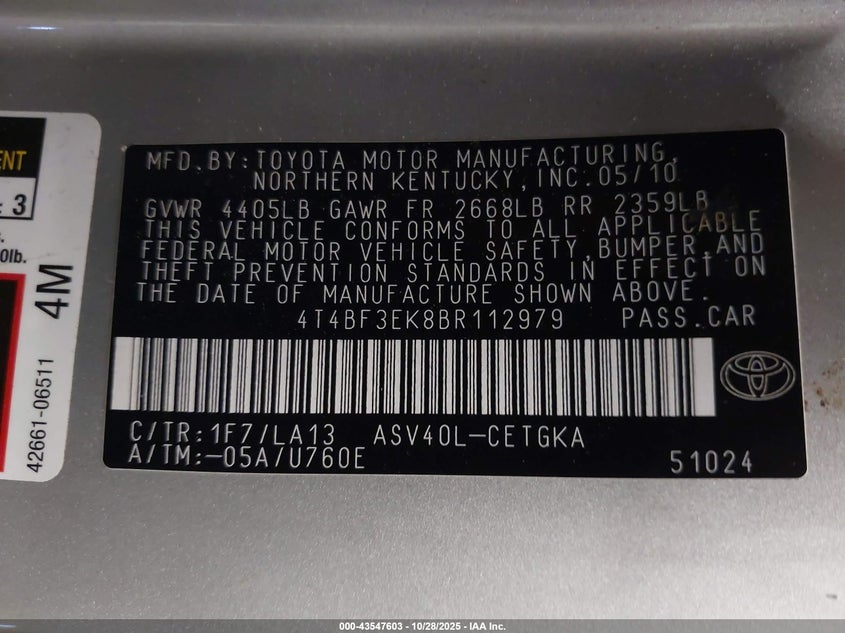 ENT
: 3
0lb.
4M
42661-06511
MFD.BY:TOYOTA MOTOR MANUFACTURING,
NORTHERN KENTUCKY,INC.05/10
GVWR 4405LB GAWR FR 2668LB RR 2359LB
THIS VEHICLE CONFORMS TO ALL APPLICABLE
FEDERAL MOTOR VEHICLE SAFETY,BUMPER,AND
THEFT PREVENTION STANDARDS IN EFFECT ON
THE DATE OF MANUFACTURE SHOWN ABOVE.
4T4BF3EK8BR112979 PASS.CAR
C/TR:1F7/LA13 ASV40L-CETGKA
A/TM:-05A/U760E 51024
000-43547603 - 10/28/2025 - IAA Inc.